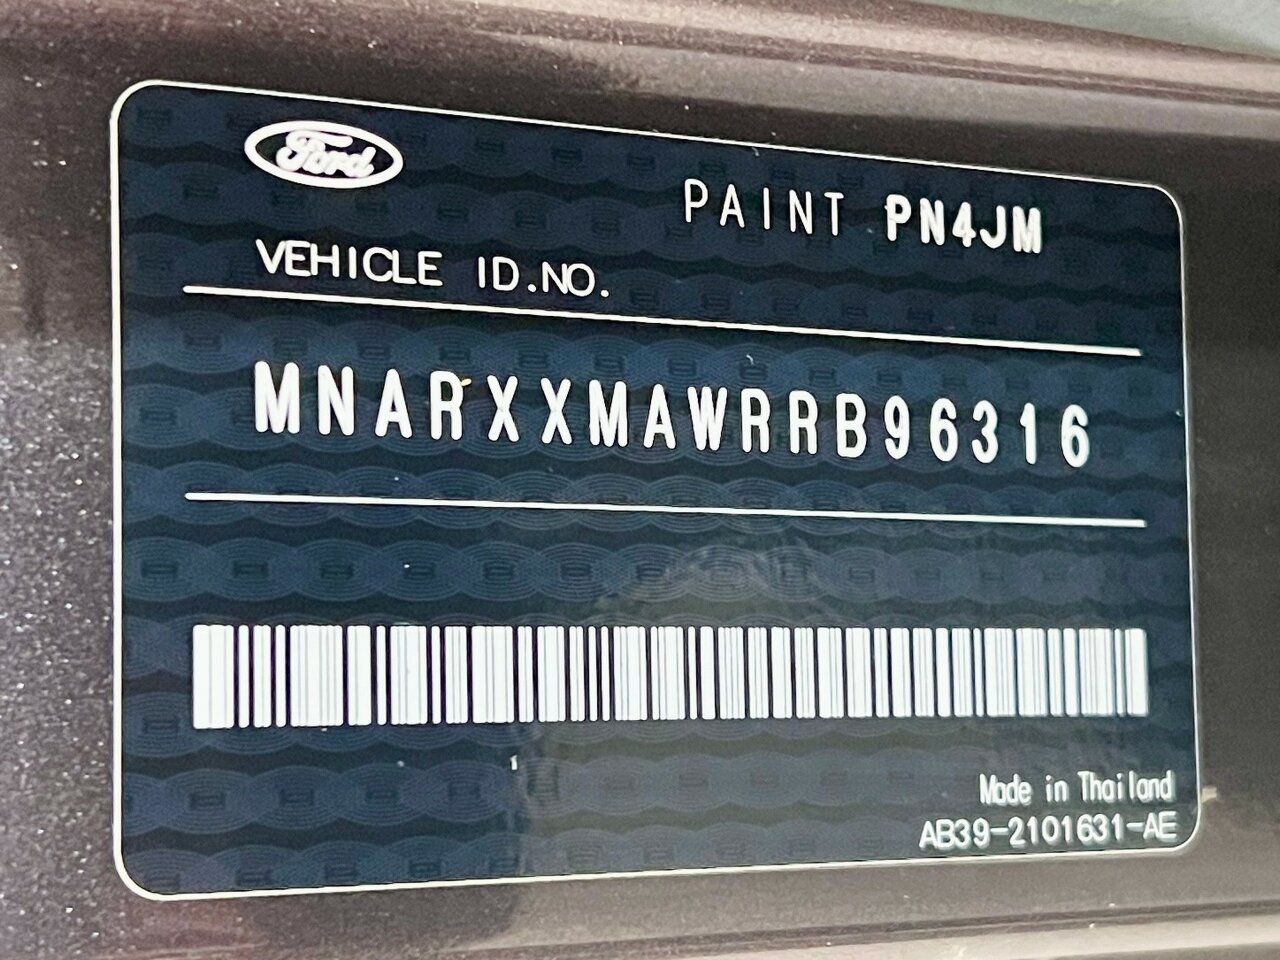 Ford
PAINT PN4JM
VEHICLE ID.NO.
MNARXXMAWRRB96316
Made in Thailand
AB39-2101631-AE